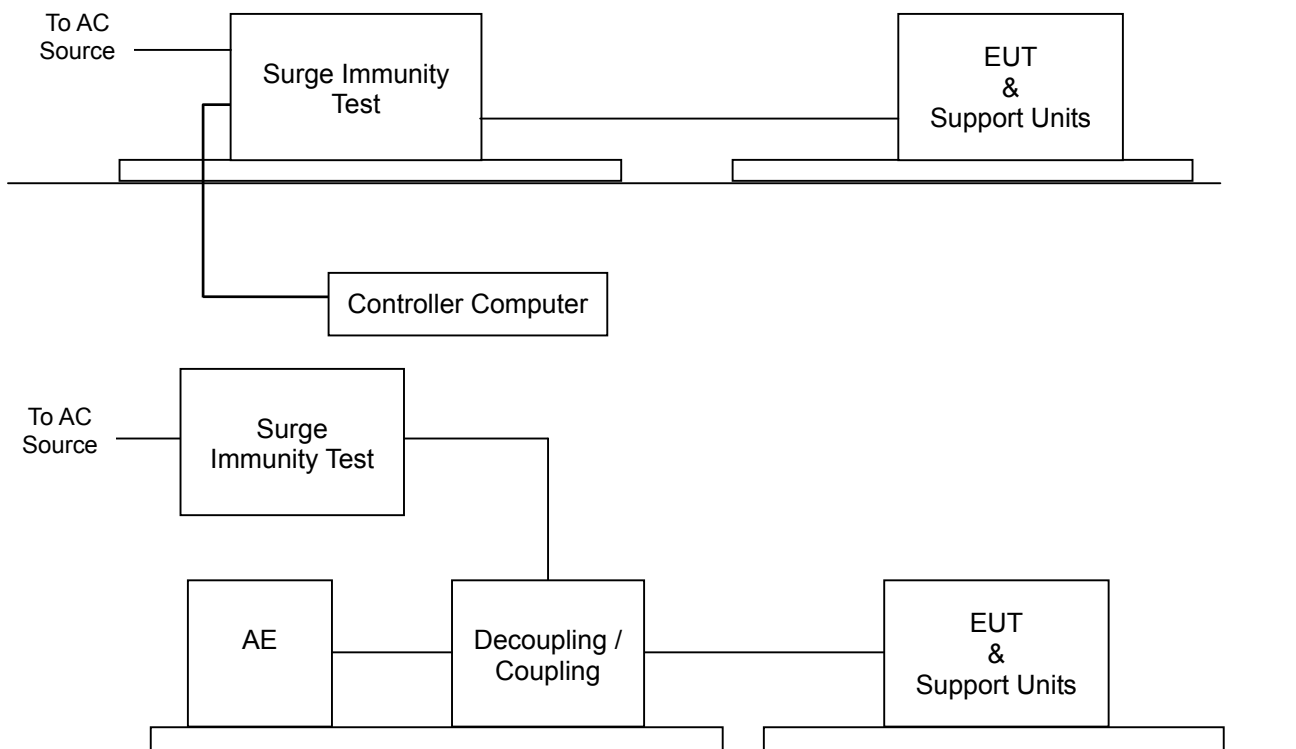 To AC
Source
Surge Immunity
Test
EUT
&
Support Units
Controller Computer
To AC
Source
Surge
Immunity Test
AE
Decoupling /
Coupling
EUT
&
Support Units